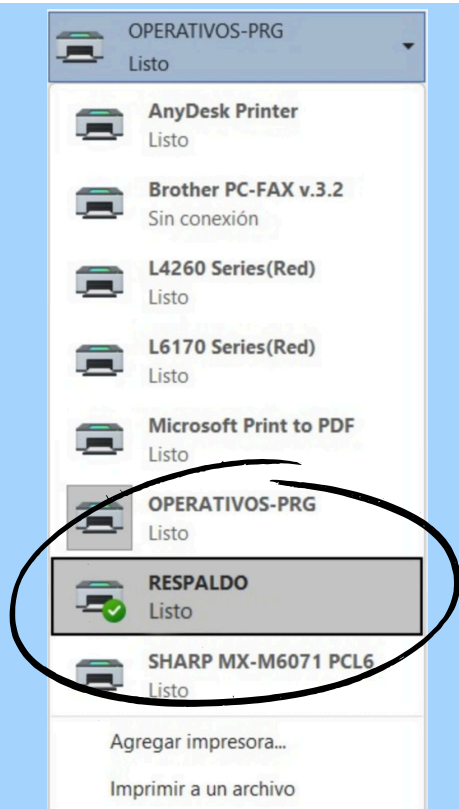 OPERATIVOS-PRG
Listo
AnyDesk Printer
Listo
Brother PC-FAX v.3.2
Sin conexión
L4260 Series(Red)
Listo
L6170 Series(Red)
Listo
Microsoft Print to PDF
Listo
OPERATIVOS-PRG
Listo
RESPALDO
Listo
SHARP MX-M6071 PCL6
Listo
Agregar impresora...
Imprimir a un archivo